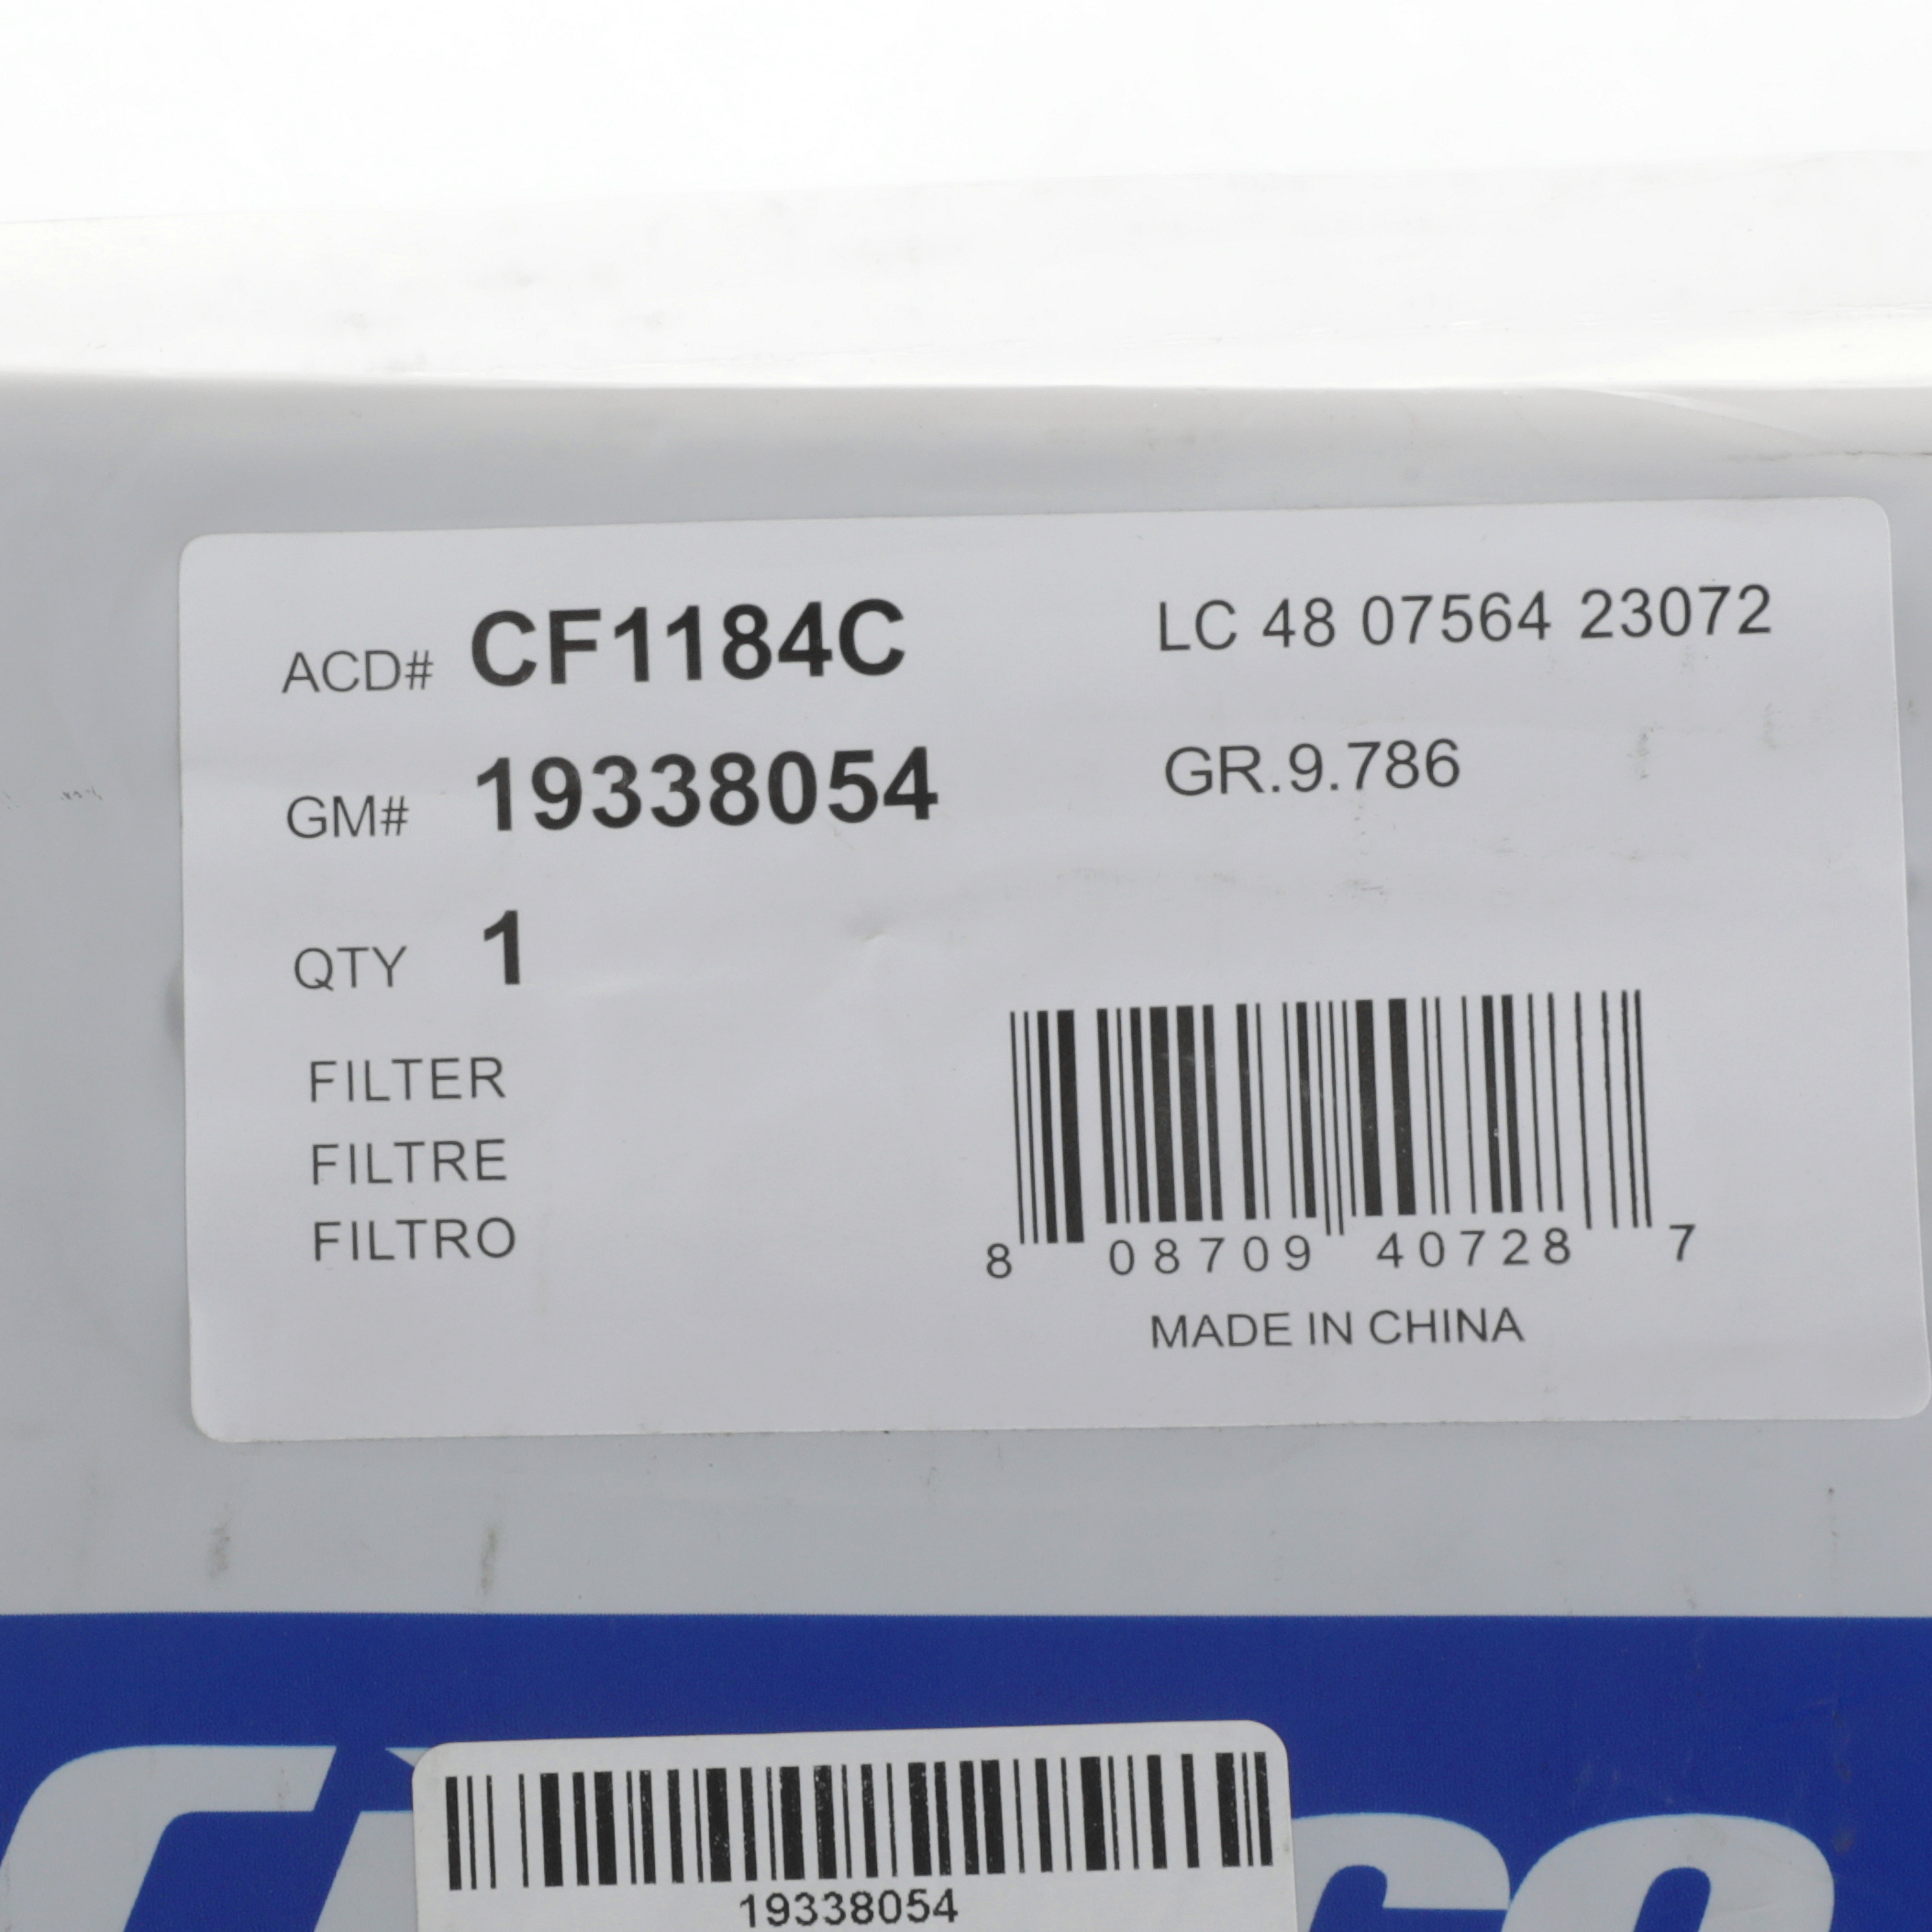 ACD# CF1184C LC 48 07564 23072
GM# 19338054 GR.9.786
QTY 1
FILTER
FILTRE
FILTRO
8 08709 40728 7
MADE IN CHINA
19338054